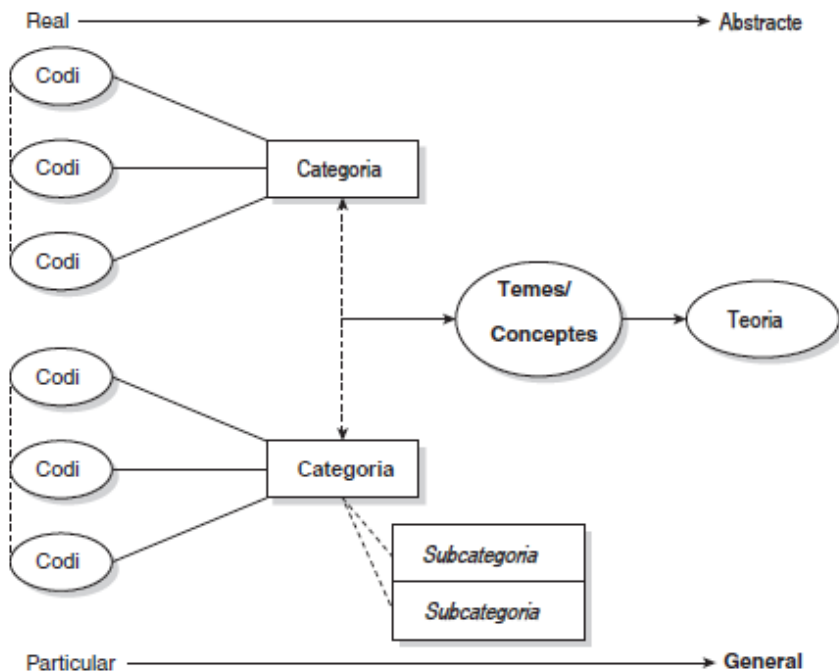 Real
Abstracte
Codi
Codi
Categoria
Codi
Temes/
Conceptes
Teoria
Codi
Codi
Categoria
Codi
Subcategoria
Subcategoria
Particular
General